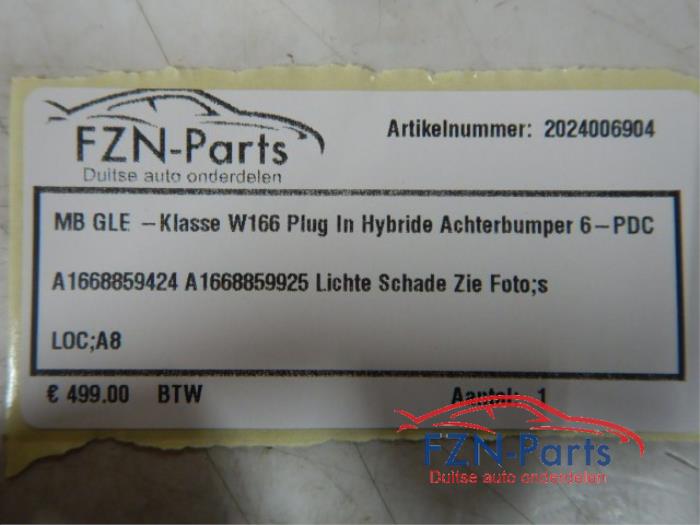 FZN-Parts
Duitse auto onderdelen
Artikelnummer: 2024006904
MB GLE -Klasse W166 Plug In Hybride Achterbumper 6-PDC
A1668859424 A1668859925 Lichte Schade Zie Foto;s
LOC;A8
€ 499.00 BTW Aantal: 1
FZN-Parts
Duitse auto onderdelen